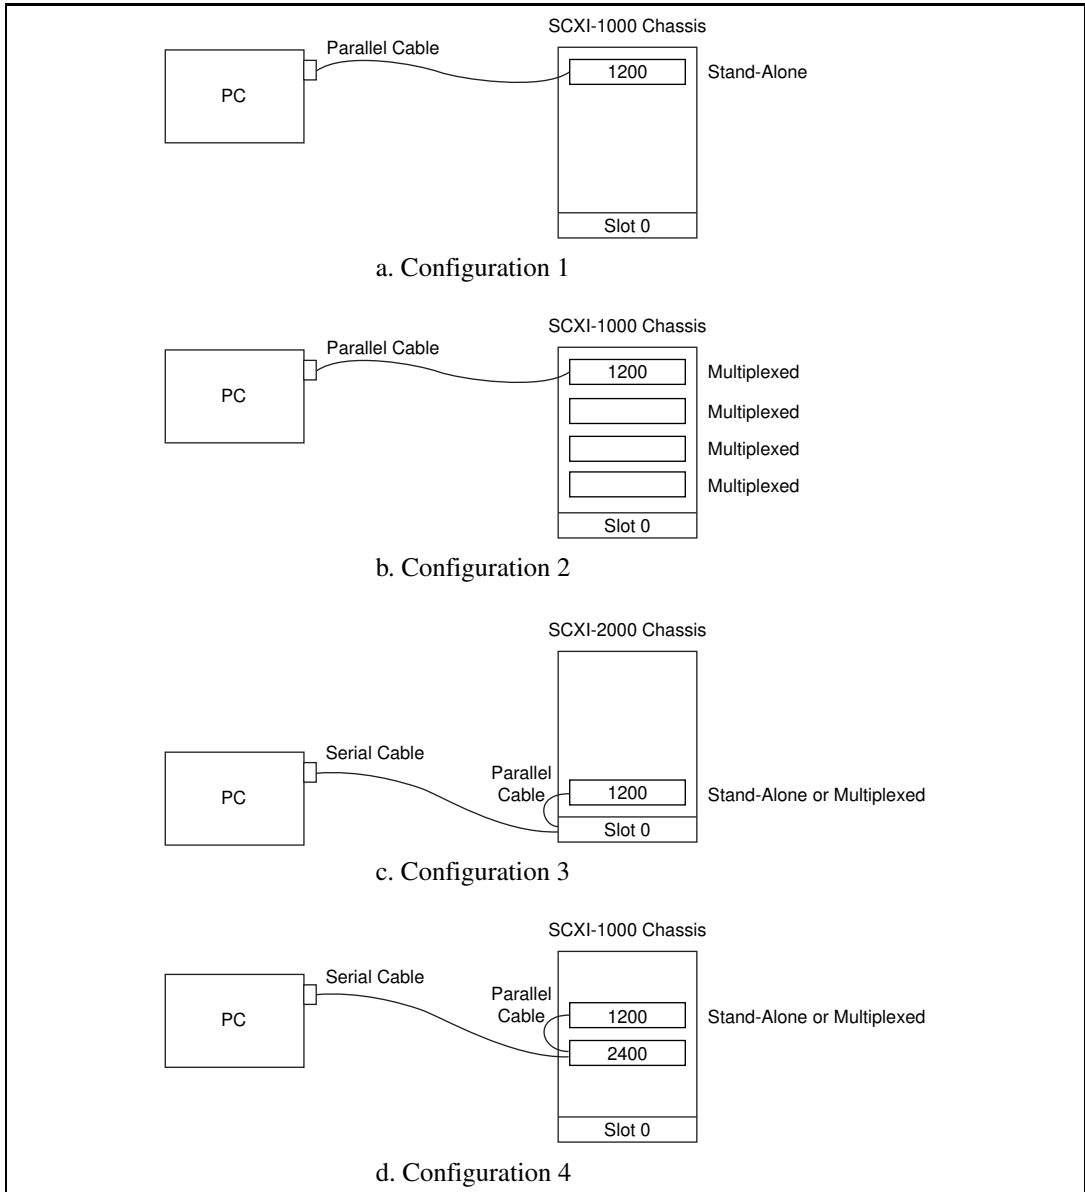 SCXI-1000 Chassis
Parallel Cable
1200
Stand-Alone
PC
Slot 0
a. Configuration 1
SCXI-1000 Chassis
Parallel Cable
1200
Multiplexed
PC
Multiplexed
Multiplexed
Multiplexed
Slot 0
b. Configuration 2
SCXI-2000 Chassis
Serial Cable
Parallel
Cable
1200
Stand-Alone or Multiplexed
PC
Slot 0
c. Configuration 3
SCXI-1000 Chassis
Serial Cable
Parallel
Cable
1200
Stand-Alone or Multiplexed
PC
2400
Slot 0
d. Configuration 4